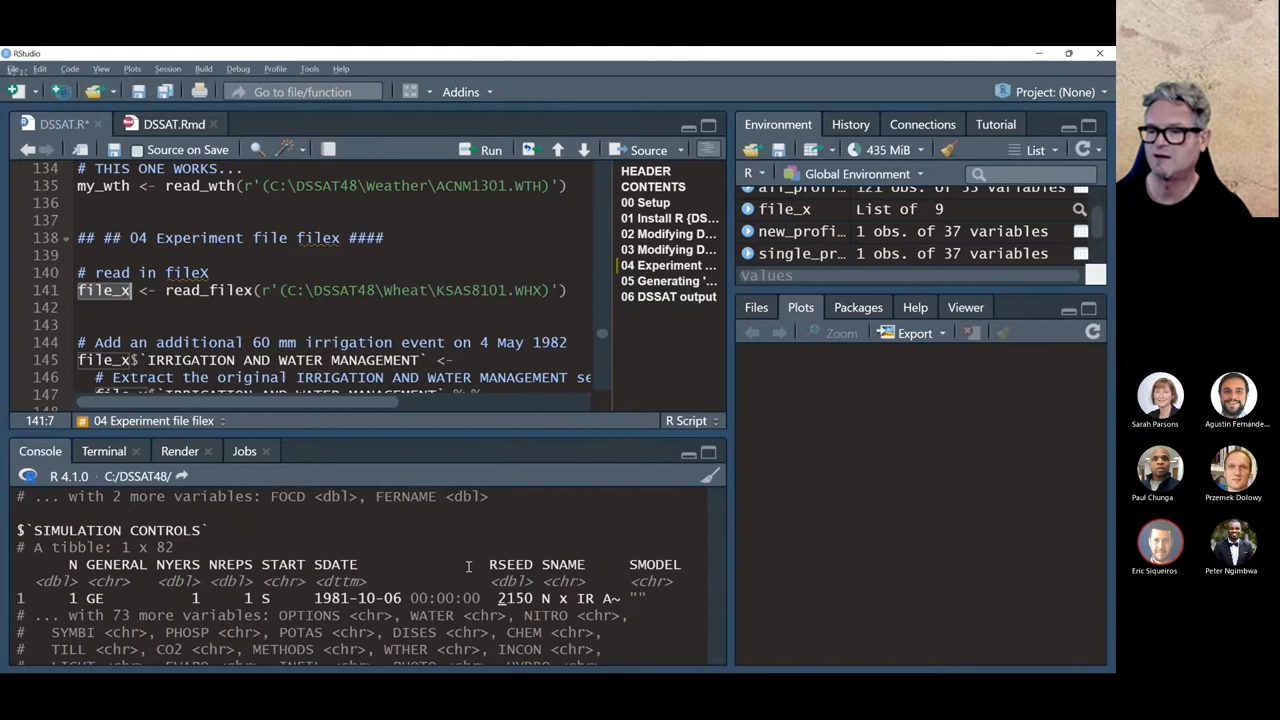 RStudio
File Edit Code View Plots Session Build Debug Profile Tools Help
Go to file/function Addins Project: (None)
DSSAT.R* DSSAT.Rmd
Source on Save Run Source
134 # THIS ONE WORKS...
135 my_wth <- read_wth(r'(C:\DSSAT48\Weather\ACNM1301.WTH)')
136
137
138 ## ## 04 Experiment file filex ####
139
140 # read in fileX
141 file_x <- read_filex(r'(C:\DSSAT48\Wheat\KSAS8101.WHX)')
142
143
144 # Add an additional 60 mm irrigation event on 4 May 1982
145 file_x$`IRRIGATION AND WATER MANAGEMENT` <-
146 # Extract the original IRRIGATION AND WATER MANAGEMENT se
147
HEADER
CONTENTS
00 Setup
01 Install R {DS...
02 Modifying D...
03 Modifying D...
04 Experiment ...
05 Generating '...
06 DSSAT output
141:7 04 Experiment file filex R Script
Console Terminal Render Jobs
R 4.1.0 · C:/DSSAT48/
# ... with 2 more variables: FOCD <dbl>, FERNAME <dbl>
$`SIMULATION CONTROLS`
# A tibble: 1 x 82
N GENERAL NYERS NREPS START SDATE RSEED SNAME SMODEL
<dbl> <chr> <dbl> <dbl> <chr> <dttm> <dbl> <chr> <chr>
1 1 GE 1 1 S 1981-10-06 00:00:00 2150 N x IR A~ ""
# ... with 73 more variables: OPTIONS <chr>, WATER <chr>, NITRO <chr>,
# SYMBI <chr>, PHOSP <chr>, POTAS <chr>, DISES <chr>, CHEM <chr>,
# TILL <chr>, CO2 <chr>, METHODS <chr>, WTHER <chr>, INCON <chr>,
Environment History Connections Tutorial
435 MiB List
R Global Environment
all_profi... 121 obs. of 35 variables
file_x List of 9
new_profi... 1 obs. of 37 variables
single_pr... 1 obs. of 37 variables
Values
Files Plots Packages Help Viewer
Zoom Export
Sarah Parsons
Agustin Fernande...
Paul Chunga
Przemek Dolowy
Eric Siqueiros
Peter Ngimbwa